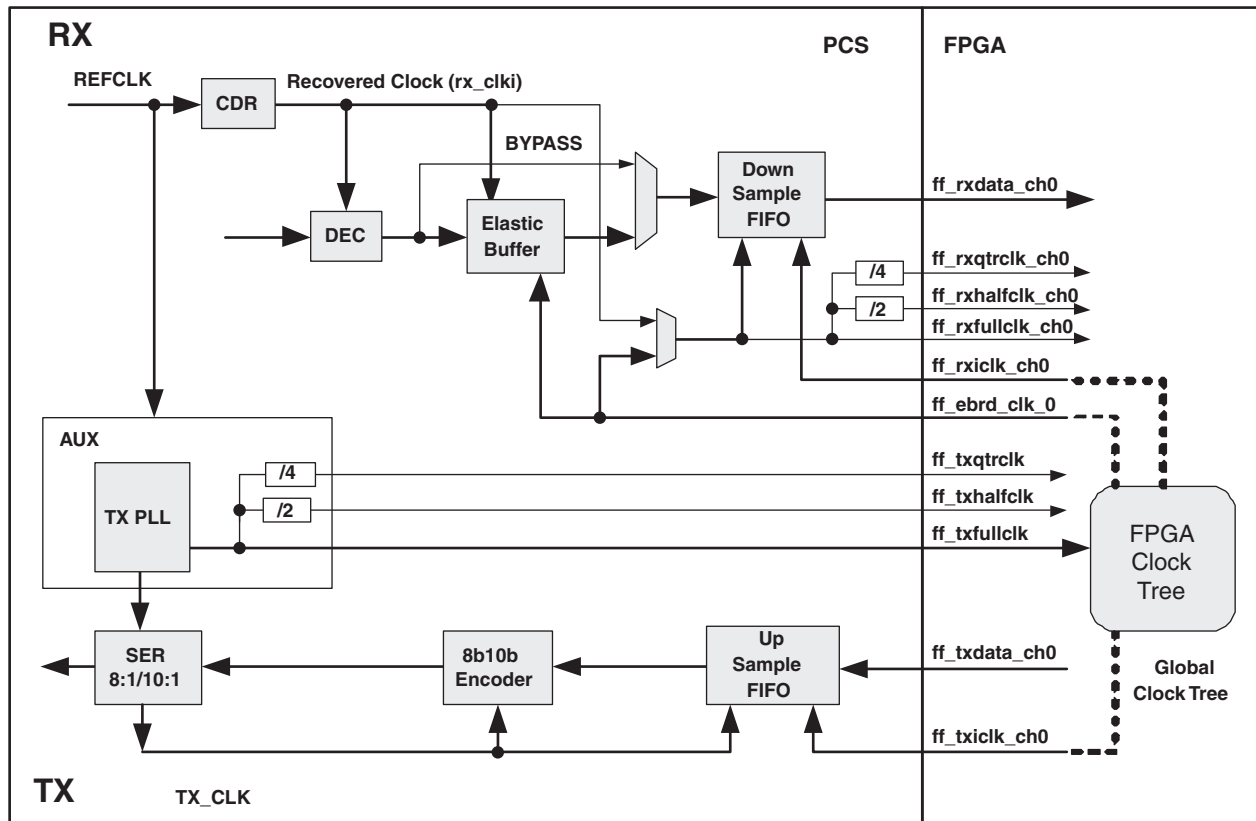 RX
PCS
FPGA
REFCLK
CDR
Recovered Clock (rx_clki)
BYPASS
DEC
Elastic
Buffer
Down
Sample
FIFO
ff_rxdata_ch0
/4
ff_rxqtrclk_ch0
/2
ff_rxhalfclk_ch0
ff_rxfullclk_ch0
ff_rxiclk_ch0
ff_ebrd_clk_0
AUX
TX PLL
/4
ff_txqtrclk
/2
ff_txhalfclk
ff_txfullclk
FPGA
Clock
Tree
SER
8:1/10:1
8b10b
Encoder
Up
Sample
FIFO
ff_txdata_ch0
Global
Clock Tree
ff_txiclk_ch0
TX
TX_CLK